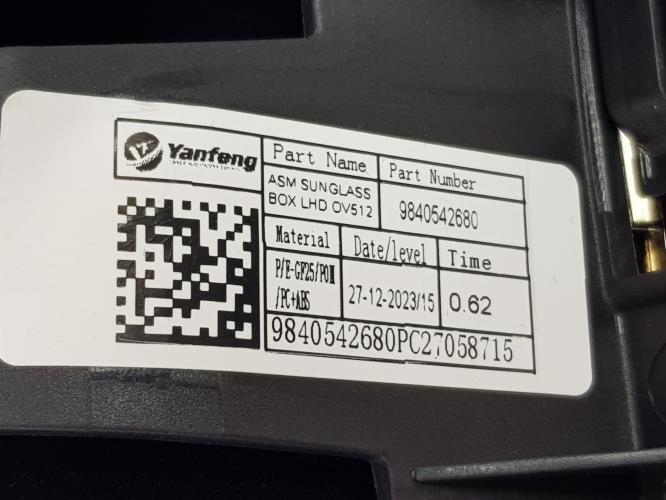 Yanfeng
Part Name
Part Number
ASM SUNGLASS
BOX LHD OV512
9840542680
Material
Date/level
Time
P/E-GF25/POM
/PC+ABS
27-12-2023/15
0.62
9840542680PC27058715